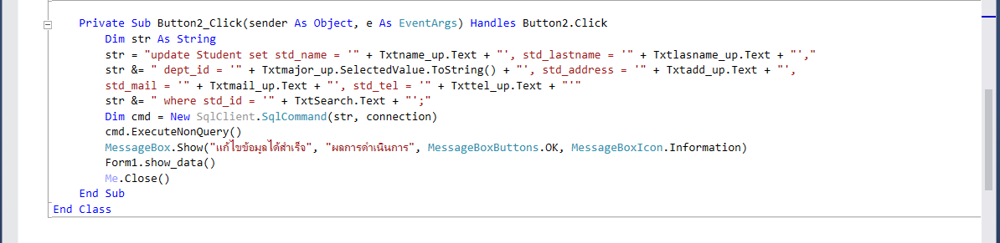 Private Sub Button2_Click(sender As Object, e As EventArgs) Handles Button2.Click
Dim str As String
str = "update Student set std_name = '" + Txtname_up.Text + "', std_lastname = '" + Txtlasname_up.Text + "',"
str &= " dept_id = '" + Txtmajor_up.SelectedValue.ToString() + "', std_address = '" + Txtadd_up.Text + "',
std_mail = '" + Txtmail_up.Text + "', std_tel = '" + Txttel_up.Text + "'"
str &= " where std_id = '" + TxtSearch.Text + "';"
Dim cmd = New SqlClient.SqlCommand(str, connection)
cmd.ExecuteNonQuery()
MessageBox.Show("แก้ไขข้อมูลได้สำเร็จ", "ผลการดำเนินการ", MessageBoxButtons.OK, MessageBoxIcon.Information)
Form1.show_data()
Me.Close()
End Sub
End Class